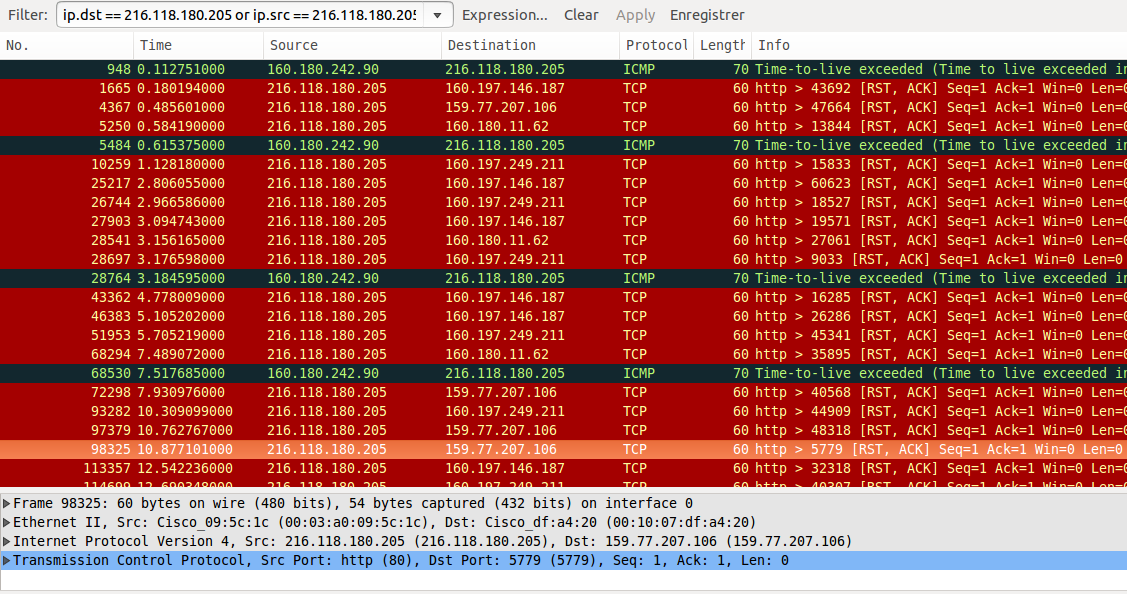 Filter: ip.dst == 216.118.180.205 or ip.src == 216.118.180.205 Expression... Clear Apply Enregistrer
No. Time Source Destination Protocol Length Info
948 0.112751000 160.180.242.90 216.118.180.205 ICMP 70 Time-to-live exceeded (Time to live exceeded in
1665 0.180194000 216.118.180.205 160.197.146.187 TCP 60 http > 43692 [RST, ACK] Seq=1 Ack=1 Win=0 Len=0
4367 0.485601000 216.118.180.205 159.77.207.106 TCP 60 http > 47664 [RST, ACK] Seq=1 Ack=1 Win=0 Len=0
5250 0.584190000 216.118.180.205 160.180.11.62 TCP 60 http > 13844 [RST, ACK] Seq=1 Ack=1 Win=0 Len=0
5484 0.615375000 160.180.242.90 216.118.180.205 ICMP 70 Time-to-live exceeded (Time to live exceeded in
10259 1.128180000 216.118.180.205 160.197.249.211 TCP 60 http > 15833 [RST, ACK] Seq=1 Ack=1 Win=0 Len=0
25217 2.806055000 216.118.180.205 160.197.146.187 TCP 60 http > 60623 [RST, ACK] Seq=1 Ack=1 Win=0 Len=0
26744 2.966586000 216.118.180.205 160.197.249.211 TCP 60 http > 18527 [RST, ACK] Seq=1 Ack=1 Win=0 Len=0
27903 3.094743000 216.118.180.205 160.197.146.187 TCP 60 http > 19571 [RST, ACK] Seq=1 Ack=1 Win=0 Len=0
28541 3.156165000 216.118.180.205 160.180.11.62 TCP 60 http > 27061 [RST, ACK] Seq=1 Ack=1 Win=0 Len=0
28697 3.176598000 216.118.180.205 160.197.249.211 TCP 60 http > 9033 [RST, ACK] Seq=1 Ack=1 Win=0 Len=0
28764 3.184595000 160.180.242.90 216.118.180.205 ICMP 70 Time-to-live exceeded (Time to live exceeded in
43362 4.778009000 216.118.180.205 160.197.146.187 TCP 60 http > 16285 [RST, ACK] Seq=1 Ack=1 Win=0 Len=0
46383 5.105202000 216.118.180.205 160.197.146.187 TCP 60 http > 26286 [RST, ACK] Seq=1 Ack=1 Win=0 Len=0
51953 5.705219000 216.118.180.205 160.197.249.211 TCP 60 http > 45341 [RST, ACK] Seq=1 Ack=1 Win=0 Len=0
68294 7.489072000 216.118.180.205 160.180.11.62 TCP 60 http > 35895 [RST, ACK] Seq=1 Ack=1 Win=0 Len=0
68530 7.517685000 160.180.242.90 216.118.180.205 ICMP 70 Time-to-live exceeded (Time to live exceeded in
72298 7.930976000 216.118.180.205 159.77.207.106 TCP 60 http > 40568 [RST, ACK] Seq=1 Ack=1 Win=0 Len=0
93282 10.309099000 216.118.180.205 160.197.249.211 TCP 60 http > 44909 [RST, ACK] Seq=1 Ack=1 Win=0 Len=0
97379 10.762767000 216.118.180.205 159.77.207.106 TCP 60 http > 48318 [RST, ACK] Seq=1 Ack=1 Win=0 Len=0
98325 10.877101000 216.118.180.205 159.77.207.106 TCP 60 http > 5779 [RST, ACK] Seq=1 Ack=1 Win=0 Len=0
113357 12.542236000 216.118.180.205 160.197.146.187 TCP 60 http > 32318 [RST, ACK] Seq=1 Ack=1 Win=0 Len=0
Frame 98325: 60 bytes on wire (480 bits), 54 bytes captured (432 bits) on interface 0
Ethernet II, Src: Cisco_09:5c:1c (00:03:a0:09:5c:1c), Dst: Cisco_df:a4:20 (00:10:07:df:a4:20)
Internet Protocol Version 4, Src: 216.118.180.205 (216.118.180.205), Dst: 159.77.207.106 (159.77.207.106)
Transmission Control Protocol, Src Port: http (80), Dst Port: 5779 (5779), Seq: 1, Ack: 1, Len: 0